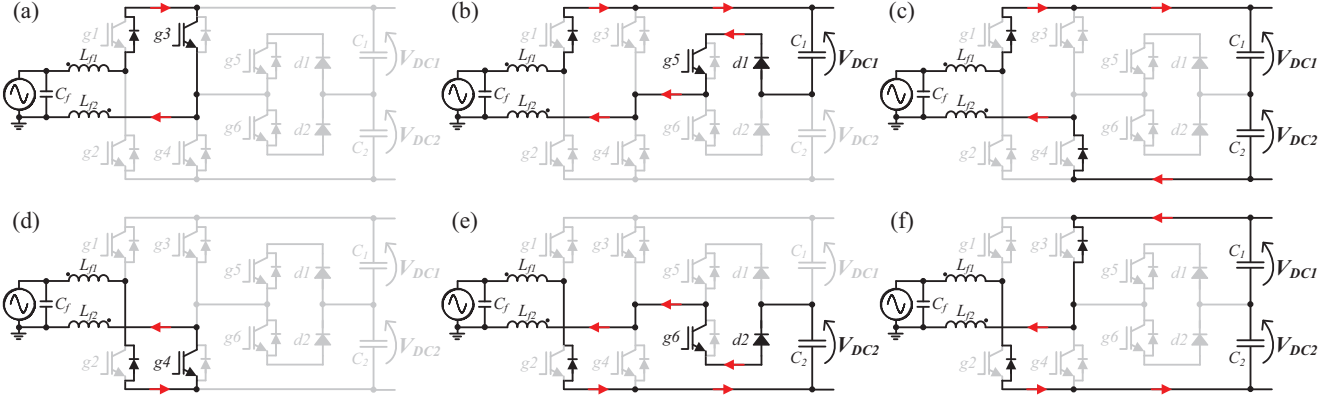 (a)
g1
g3
L_f1
C_f
L_f2
g2
g4
g5
d1
g6
d2
C_1
V_DC1
C_2
V_DC2
(b)
g1
g3
L_f1
C_f
L_f2
g2
g4
g5
d1
g6
d2
C_1
V_DC1
C_2
V_DC2
(c)
g1
g3
L_f1
C_f
L_f2
g2
g4
g5
d1
g6
d2
C_1
V_DC1
C_2
V_DC2
(d)
g1
g3
L_f1
C_f
L_f2
g2
g4
g5
d1
g6
d2
C_1
V_DC1
C_2
V_DC2
(e)
g1
g3
L_f1
C_f
L_f2
g2
g4
g5
d1
g6
d2
C_1
V_DC1
C_2
V_DC2
(f)
g1
g3
L_f1
C_f
L_f2
g2
g4
g5
d1
g6
d2
C_1
V_DC1
C_2
V_DC2